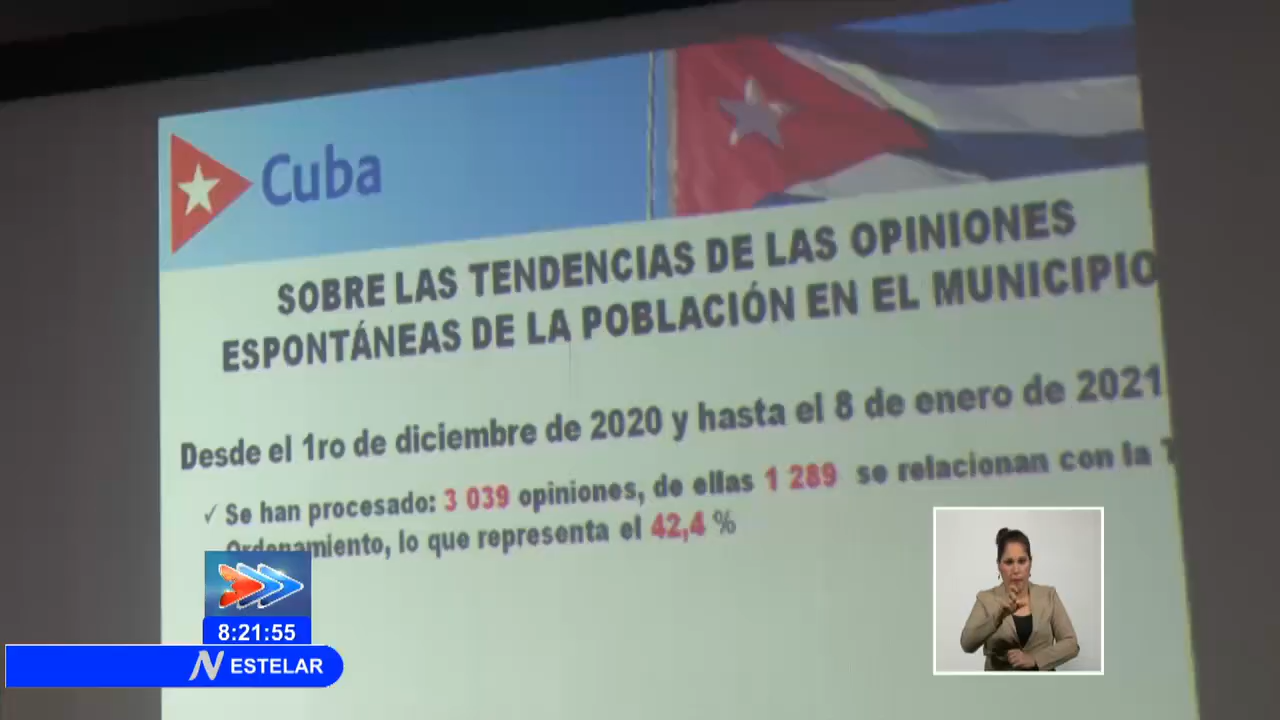 Cuba
SOBRE LAS TENDENCIAS DE LAS OPINIONES
ESPONTÁNEAS DE LA POBLACIÓN EN EL MUNICIPIO
Desde el 1ro de diciembre de 2020 y hasta el 8 de enero de 2021
✓ Se han procesado: 3 039 opiniones, de ellas 1 289 se relacionan con la T
Ordenamiento, lo que representa el 42,4 %
8:21:55
N ESTELAR